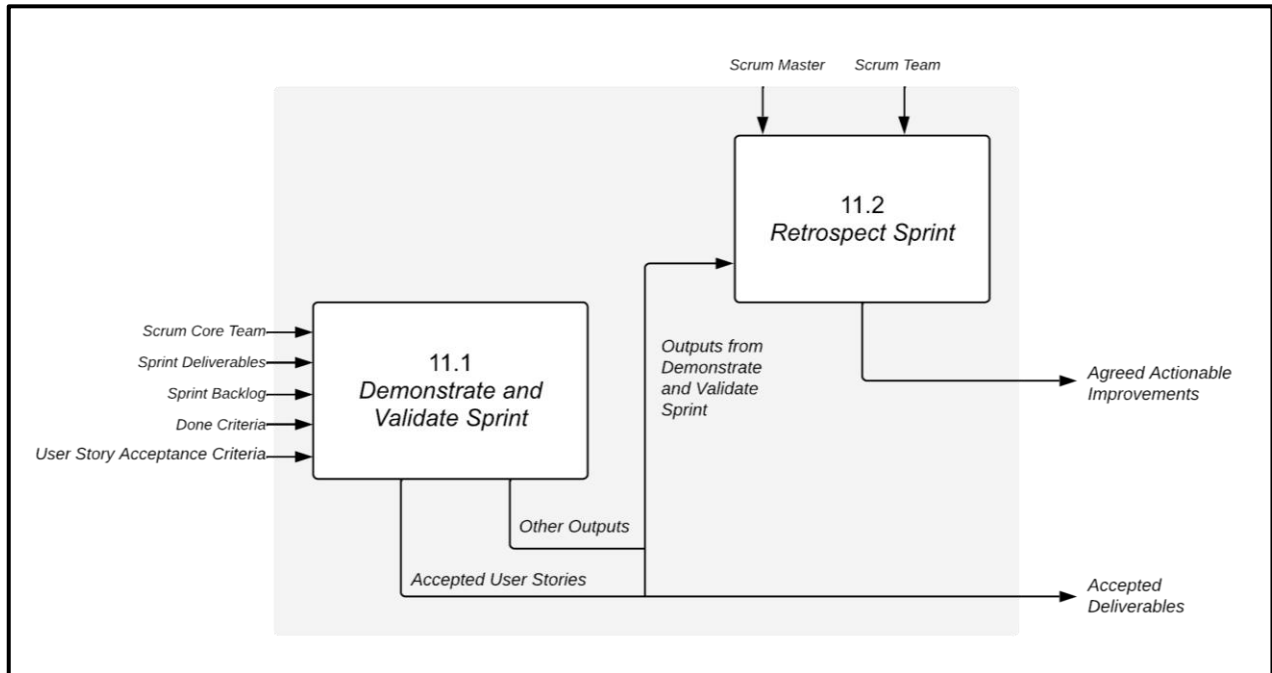 Scrum Master
Scrum Team
11.2
Retrospect Sprint
Scrum Core Team
Sprint Deliverables
Sprint Backlog
Done Criteria
User Story Acceptance Criteria
11.1
Demonstrate and
Validate Sprint
Outputs from
Demonstrate
and Validate
Sprint
Agreed Actionable
Improvements
Other Outputs
Accepted User Stories
Accepted
Deliverables